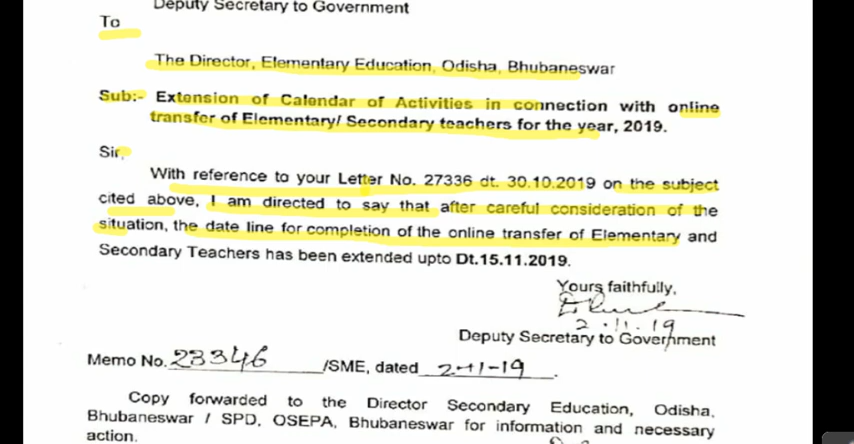 Deputy Secretary to Government
To
The Director, Elementary Education, Odisha, Bhubaneswar
Sub:- Extension of Calendar of Activities in connection with online
transfer of Elementary/ Secondary teachers for the year, 2019.
Sir,
With reference to your Letter No. 27336 dt. 30.10.2019 on the subject
cited above, I am directed to say that after careful consideration of the
situation, the date line for completion of the online transfer of Elementary and
Secondary Teachers has been extended upto Dt.15.11.2019.
Yours faithfully,
2.11.19
Deputy Secretary to Government
Memo No. 23346 /SME, dated 2-11-19.
Copy forwarded to the Director Secondary Education, Odisha,
Bhubaneswar / SPD, OSEPA, Bhubaneswar for information and necessary
action.